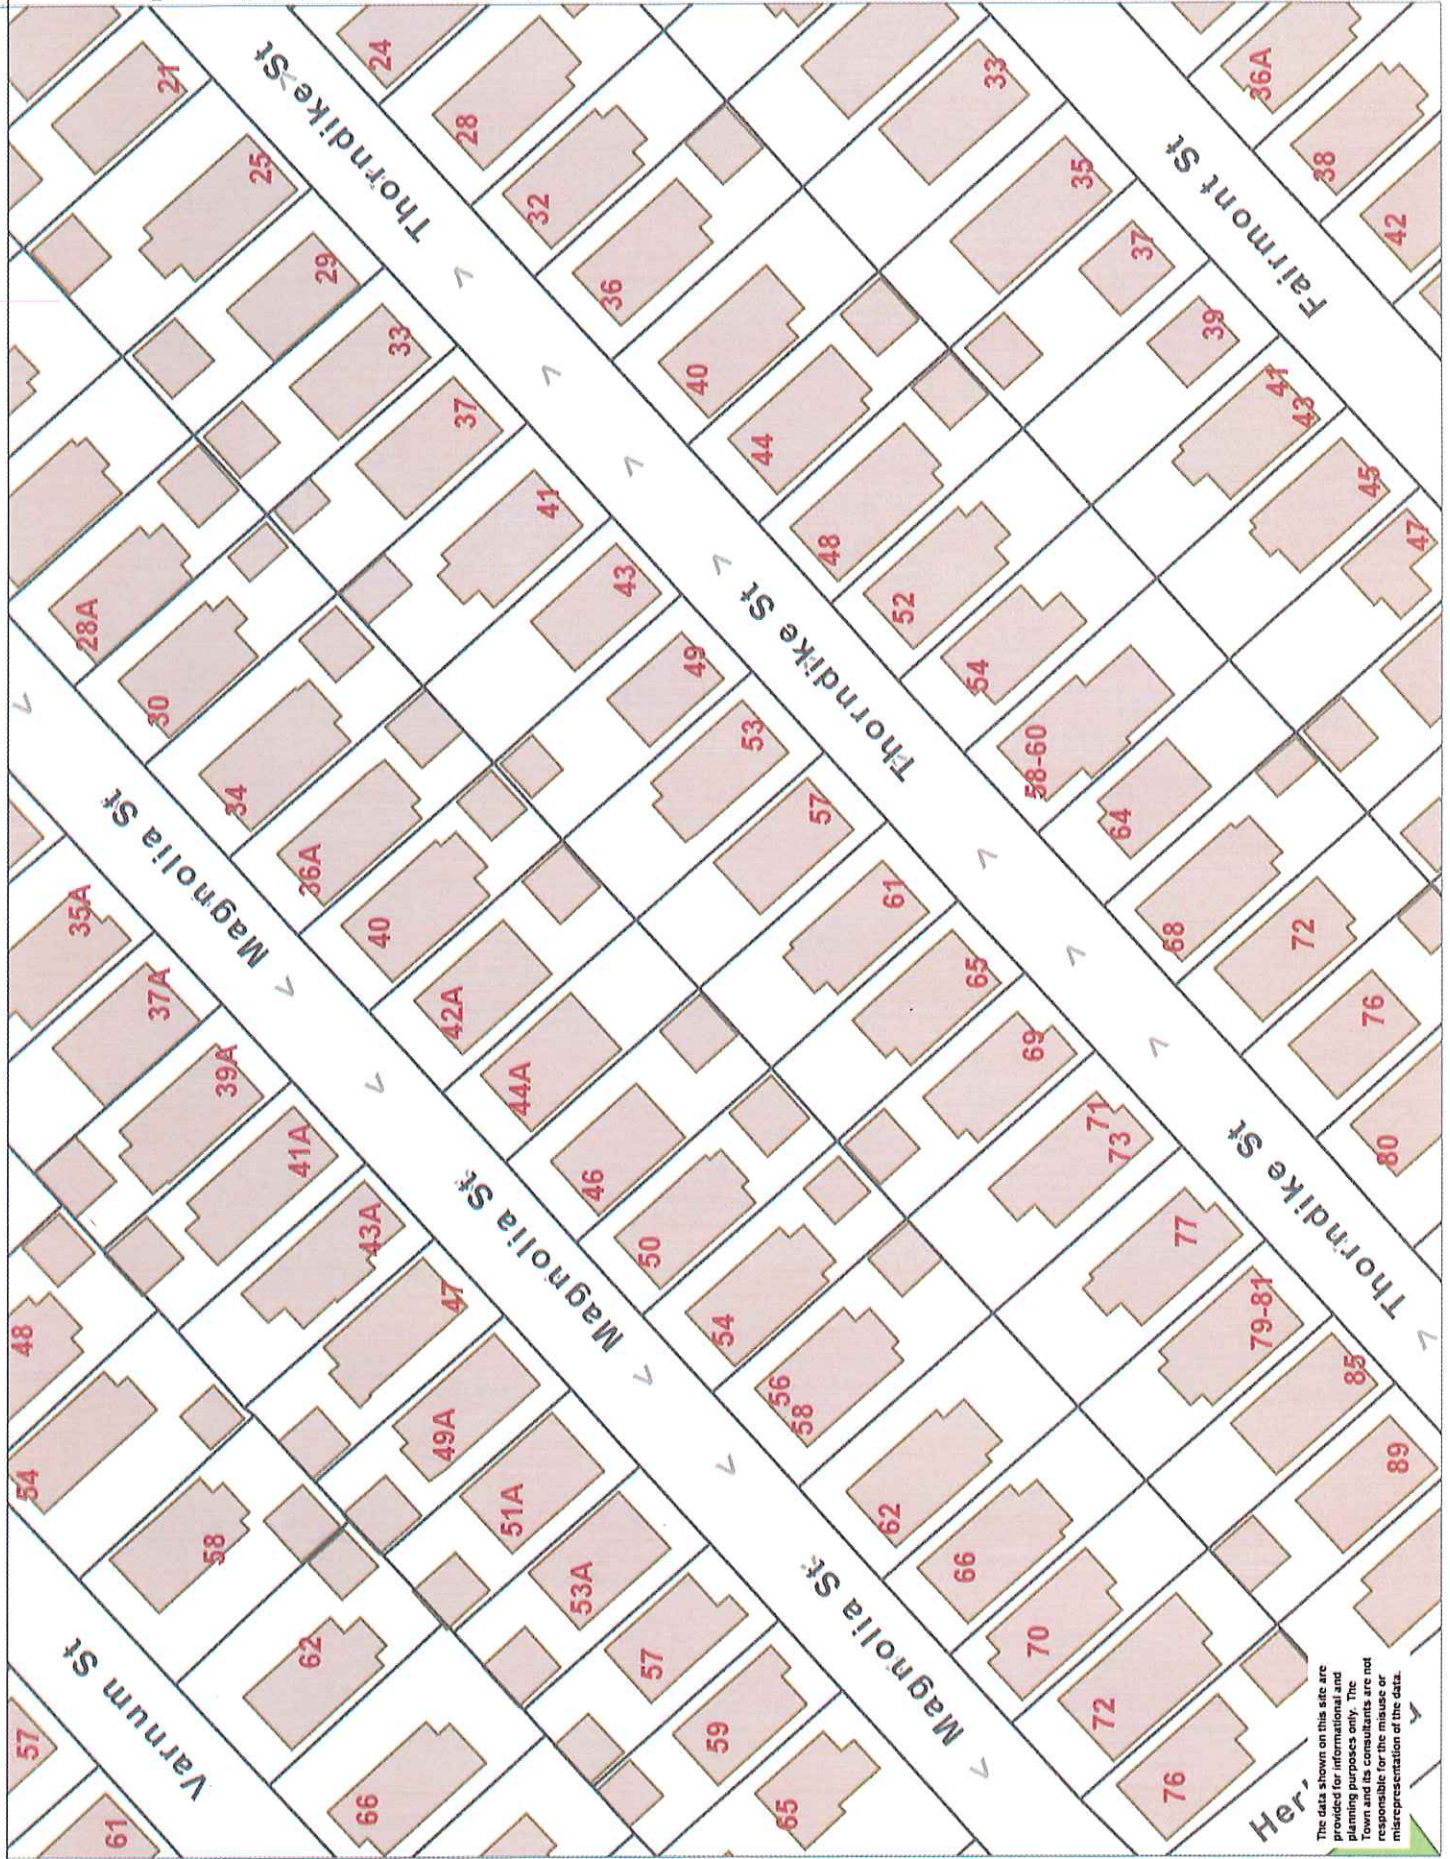 21
Thorndike St
24
25
28
29
32
33
36
37
40
41
44
43
48
49
52
53
54
57
58-60
61
64
65
68
69
72
71
73
76
77
80
79-81
85
89
Thorndike St
Thorndike St
33
35
37
39
41
43
45
47
Fairmont St
36A
38
42
28A
30
34
36A
40
42A
44A
46
50
54
56
58
62
66
70
72
76
Magnolia St
Magnolia St
Magnolia St
35A
37A
39A
41A
43A
47
49A
51A
53A
57
59
65
48
54
58
62
66
Varnum St
57
61
Her
The data shown on this site are
provided for informational and
planning purposes only. The
Town and its consultants are not
responsible for the misuse or
misrepresentation of the data.